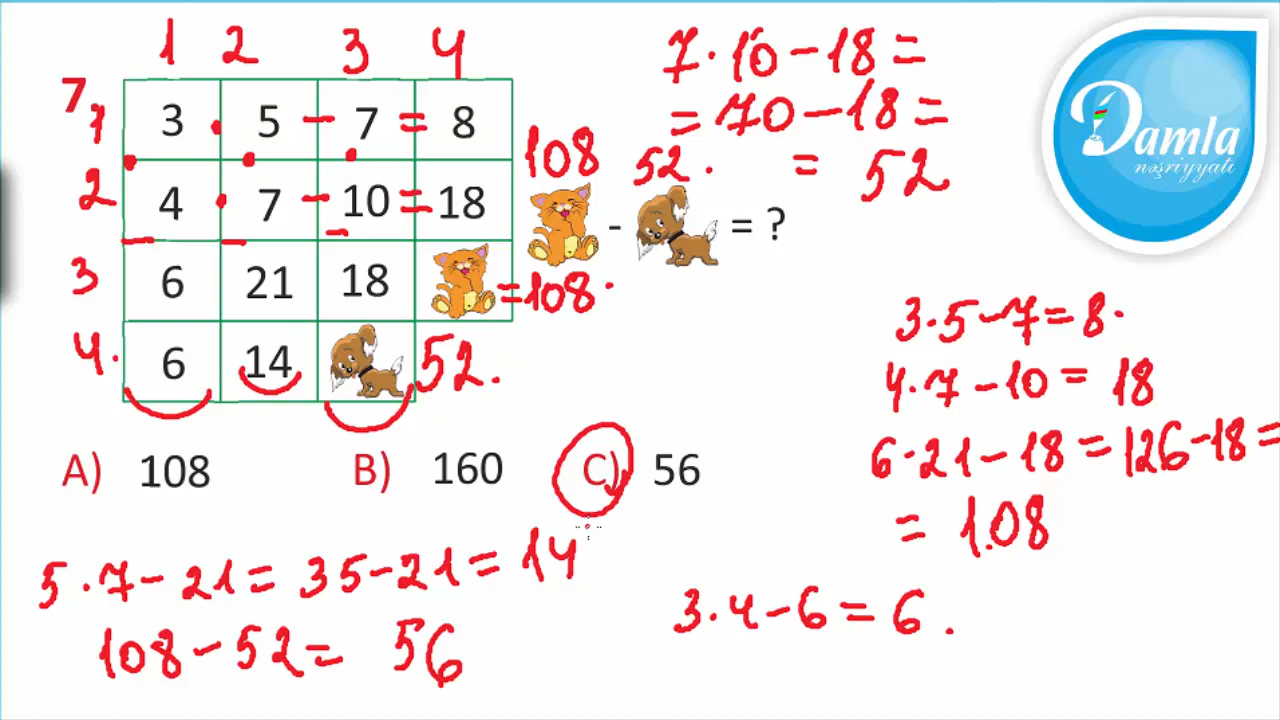 1 2 3 4
7.
1 3 · 5 - 7 = 8
2 4 · 7 - 10 = 18
3 6 21 18 = 108.
4. 6 14 52.
108 52.
- = ?
7 · 10 - 18 =
= 70 - 18 =
= 52
Damla
nəşriyyatı
3 · 5 - 7 = 8.
4 · 7 - 10 = 18
6 · 21 - 18 = 126 - 18 =
= 108
A) 108 B) 160 C) 56
5 · 7 - 21 = 35 - 21 = 14
108 - 52 = 56
3 · 4 - 6 = 6.